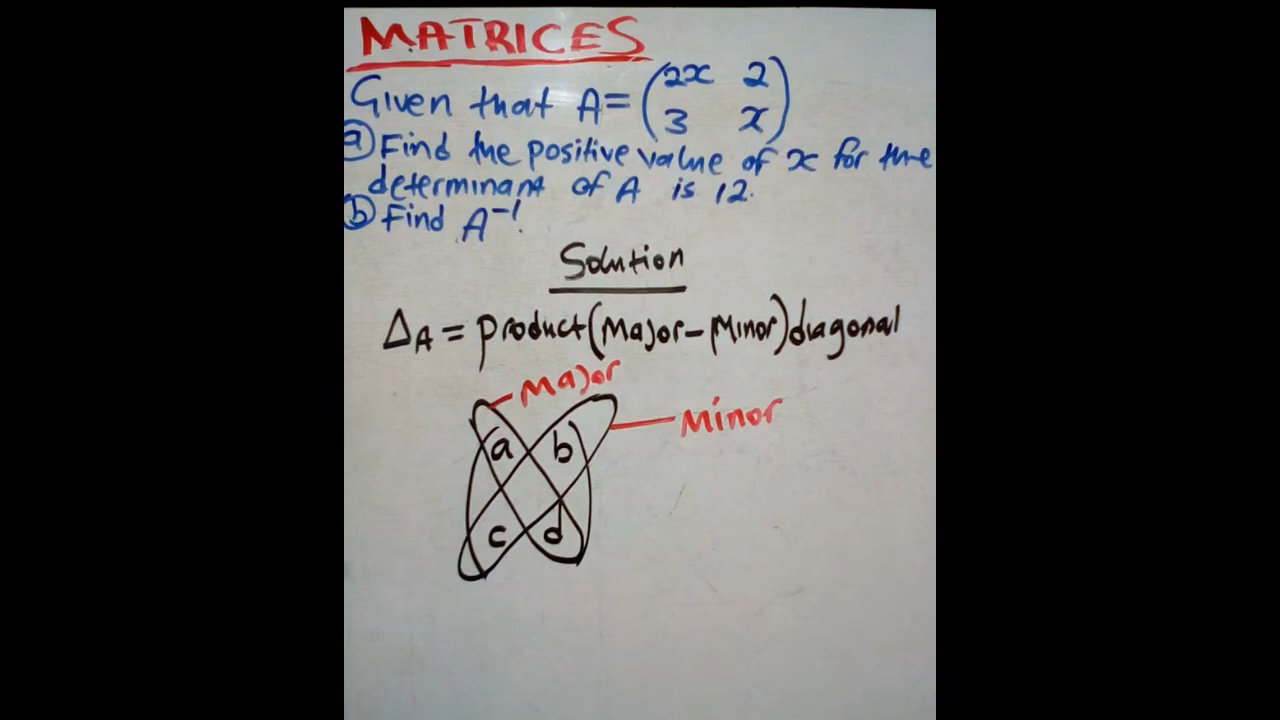 MATRICES
Given that A = (2x 2
3 x)
(a) Find the positive value of x for the
determinant of A is 12.
(b) Find A⁻¹.
Solution
ΔA = product (Major - Minor) diagonal
Major
Minor
a b
c d